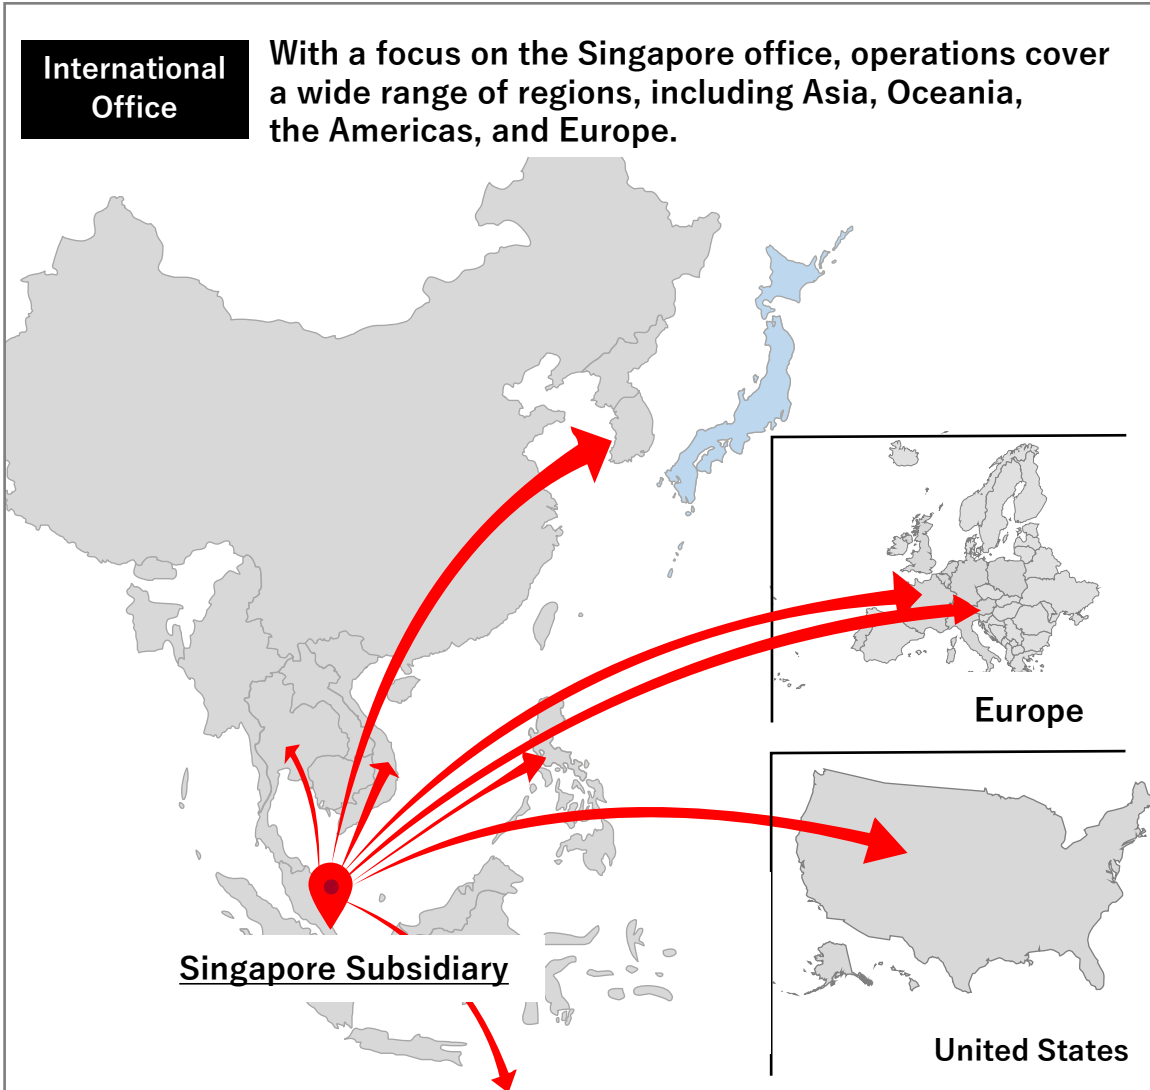 International
Office
With a focus on the Singapore office, operations cover
a wide range of regions, including Asia, Oceania,
the Americas, and Europe.
Europe
Singapore Subsidiary
United States